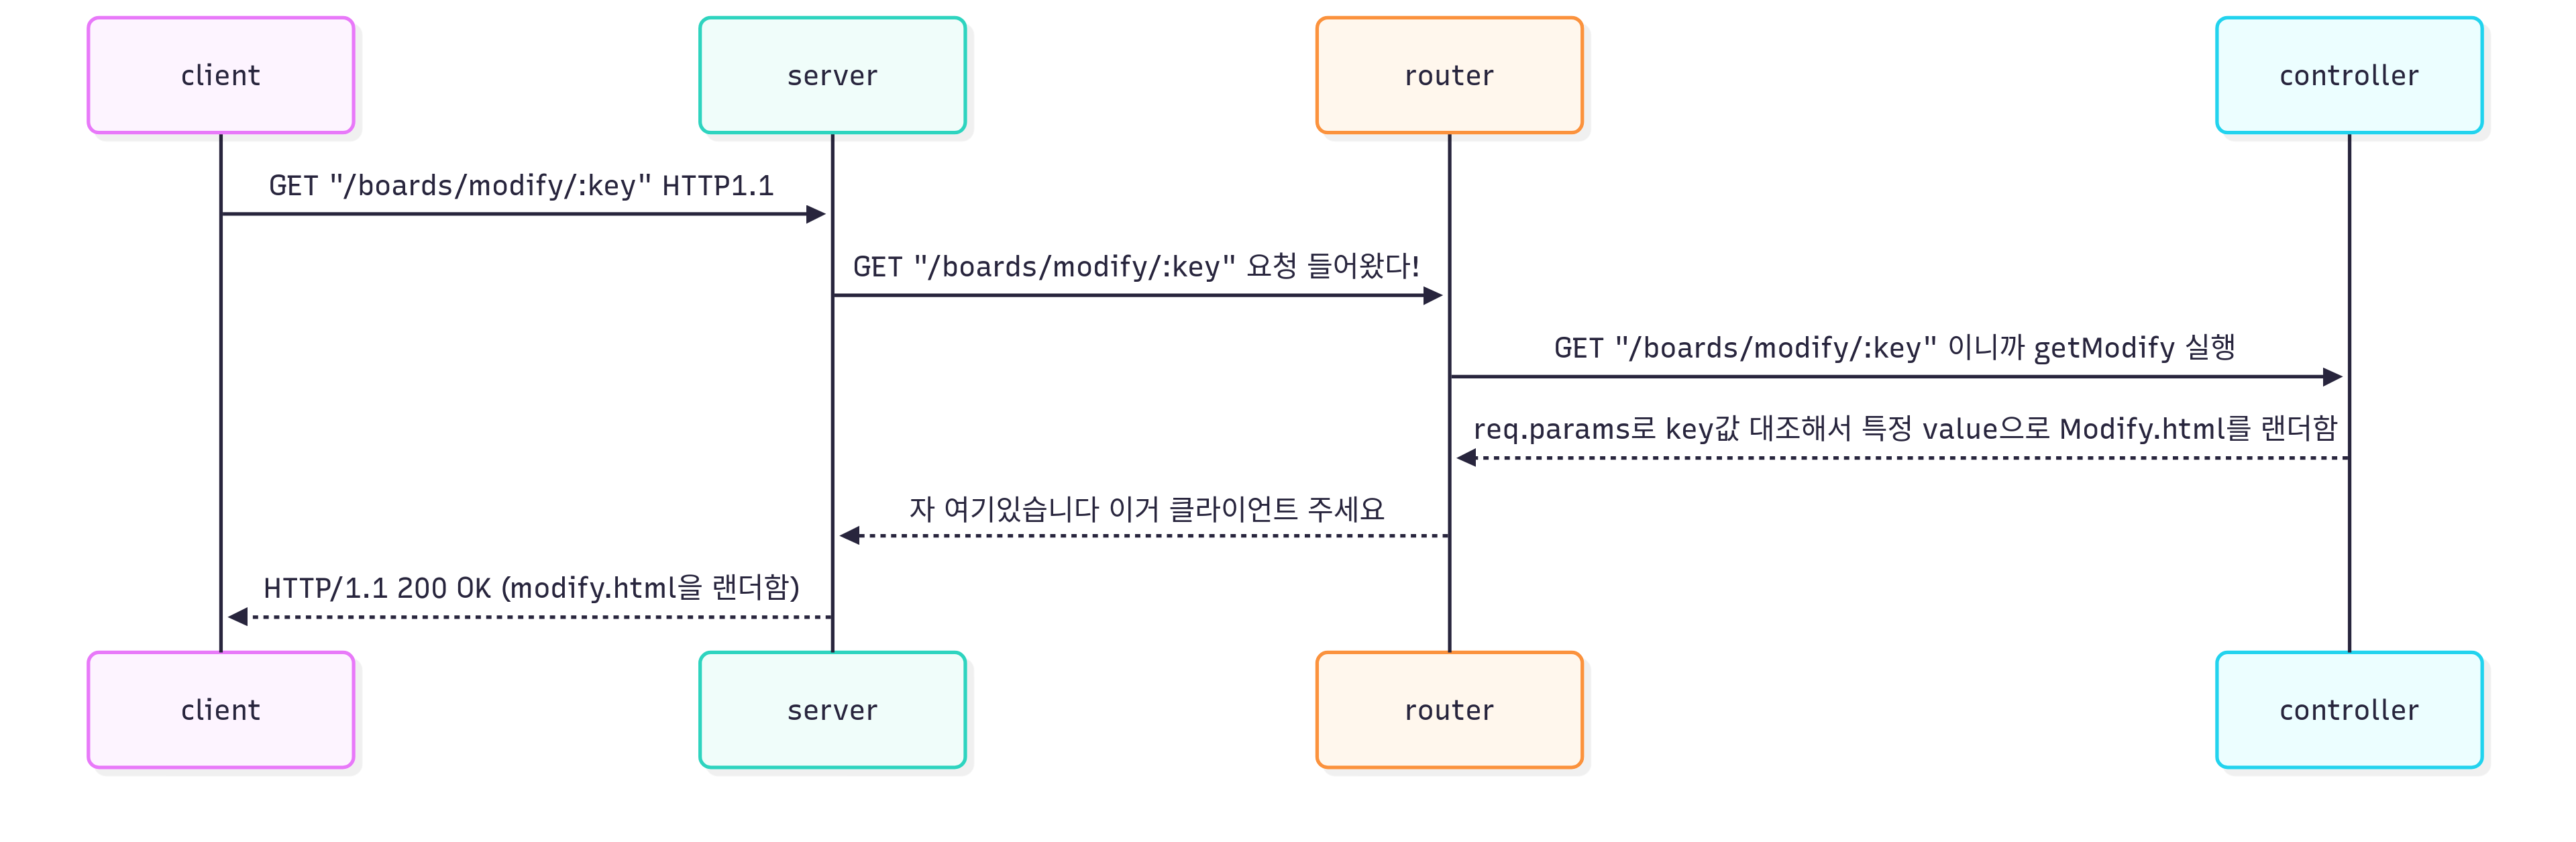 client
server
router
controller
GET "/boards/modify/:key" HTTP1.1
GET "/boards/modify/:key" 요청 들어왔다!
GET "/boards/modify/:key" 이니까 getModify 실행
req.params로 key값 대조해서 특정 value으로 Modify.html를 랜더함
자 여기있습니다 이거 클라이언트 주세요
HTTP/1.1 200 OK (modify.html을 랜더함)
client
server
router
controller